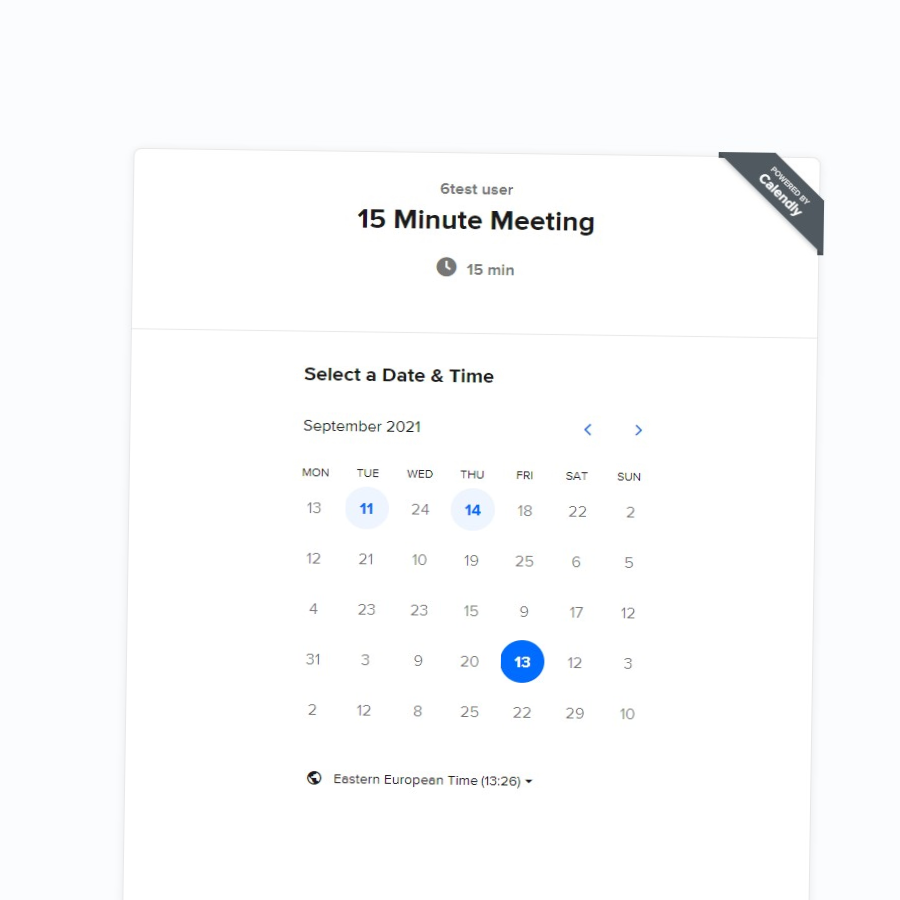 POWERED BY
Calendly
6test user
15 Minute Meeting
15 min
Select a Date & Time
September 2021
MON TUE WED THU FRI SAT SUN
13 11 24 14 18 22 2
12 21 10 19 25 6 5
4 23 23 15 9 17 12
31 3 9 20 13 12 3
2 12 8 25 22 29 10
Eastern European Time (13:26)